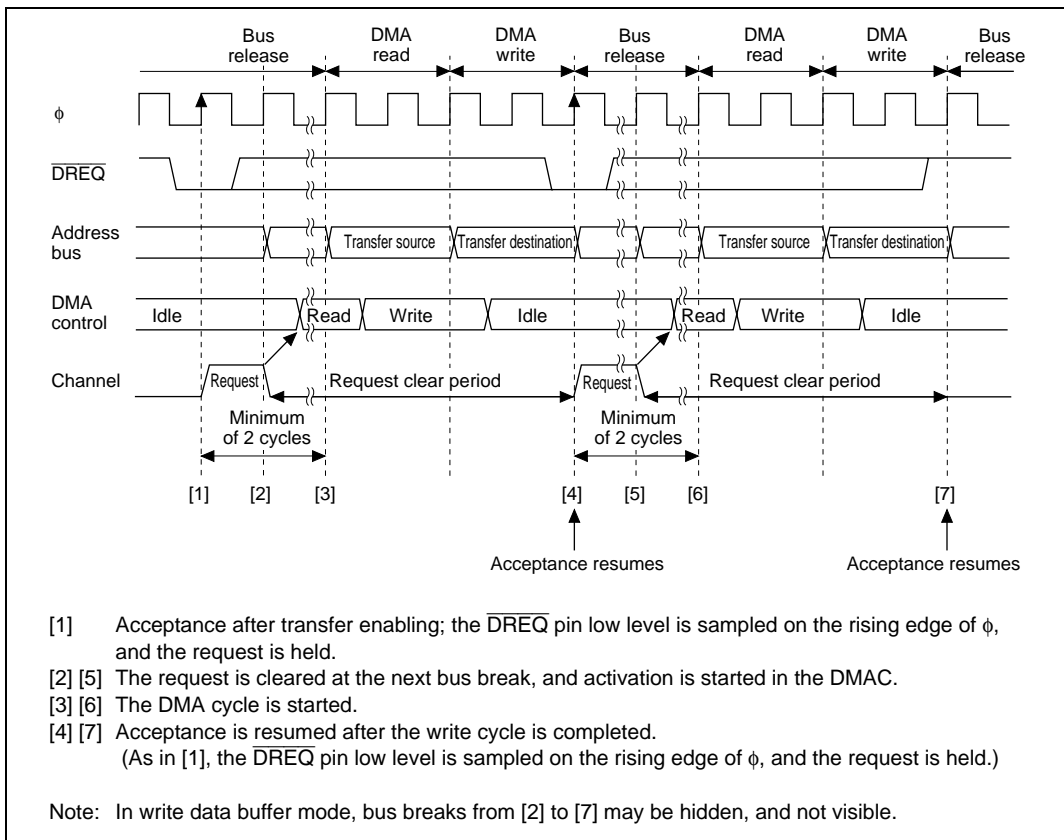 Bus release DMA read DMA write Bus release DMA read DMA write Bus release
φ
DREQ
Address bus Transfer source Transfer destination Transfer source Transfer destination
DMA control Idle Read Write Idle Read Write Idle
Channel Request Request clear period Request Request clear period
Minimum of 2 cycles Minimum of 2 cycles
[1] [2] [3] [4] [5] [6] [7]
Acceptance resumes Acceptance resumes
[1] Acceptance after transfer enabling; the DREQ pin low level is sampled on the rising edge of φ,
and the request is held.
[2] [5] The request is cleared at the next bus break, and activation is started in the DMAC.
[3] [6] The DMA cycle is started.
[4] [7] Acceptance is resumed after the write cycle is completed.
(As in [1], the DREQ pin low level is sampled on the rising edge of φ, and the request is held.)
Note: In write data buffer mode, bus breaks from [2] to [7] may be hidden, and not visible.